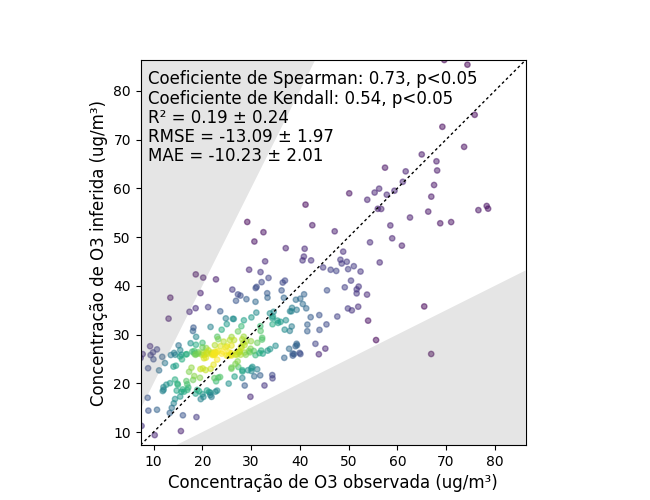 Coeficiente de Spearman: 0.73, p<0.05
Coeficiente de Kendall: 0.54, p<0.05
R² = 0.19 ± 0.24
RMSE = -13.09 ± 1.97
MAE = -10.23 ± 2.01
Concentração de O3 inferida (ug/m³)
80
70
60
50
40
30
20
10
10 20 30 40 50 60 70 80
Concentração de O3 observada (ug/m³)